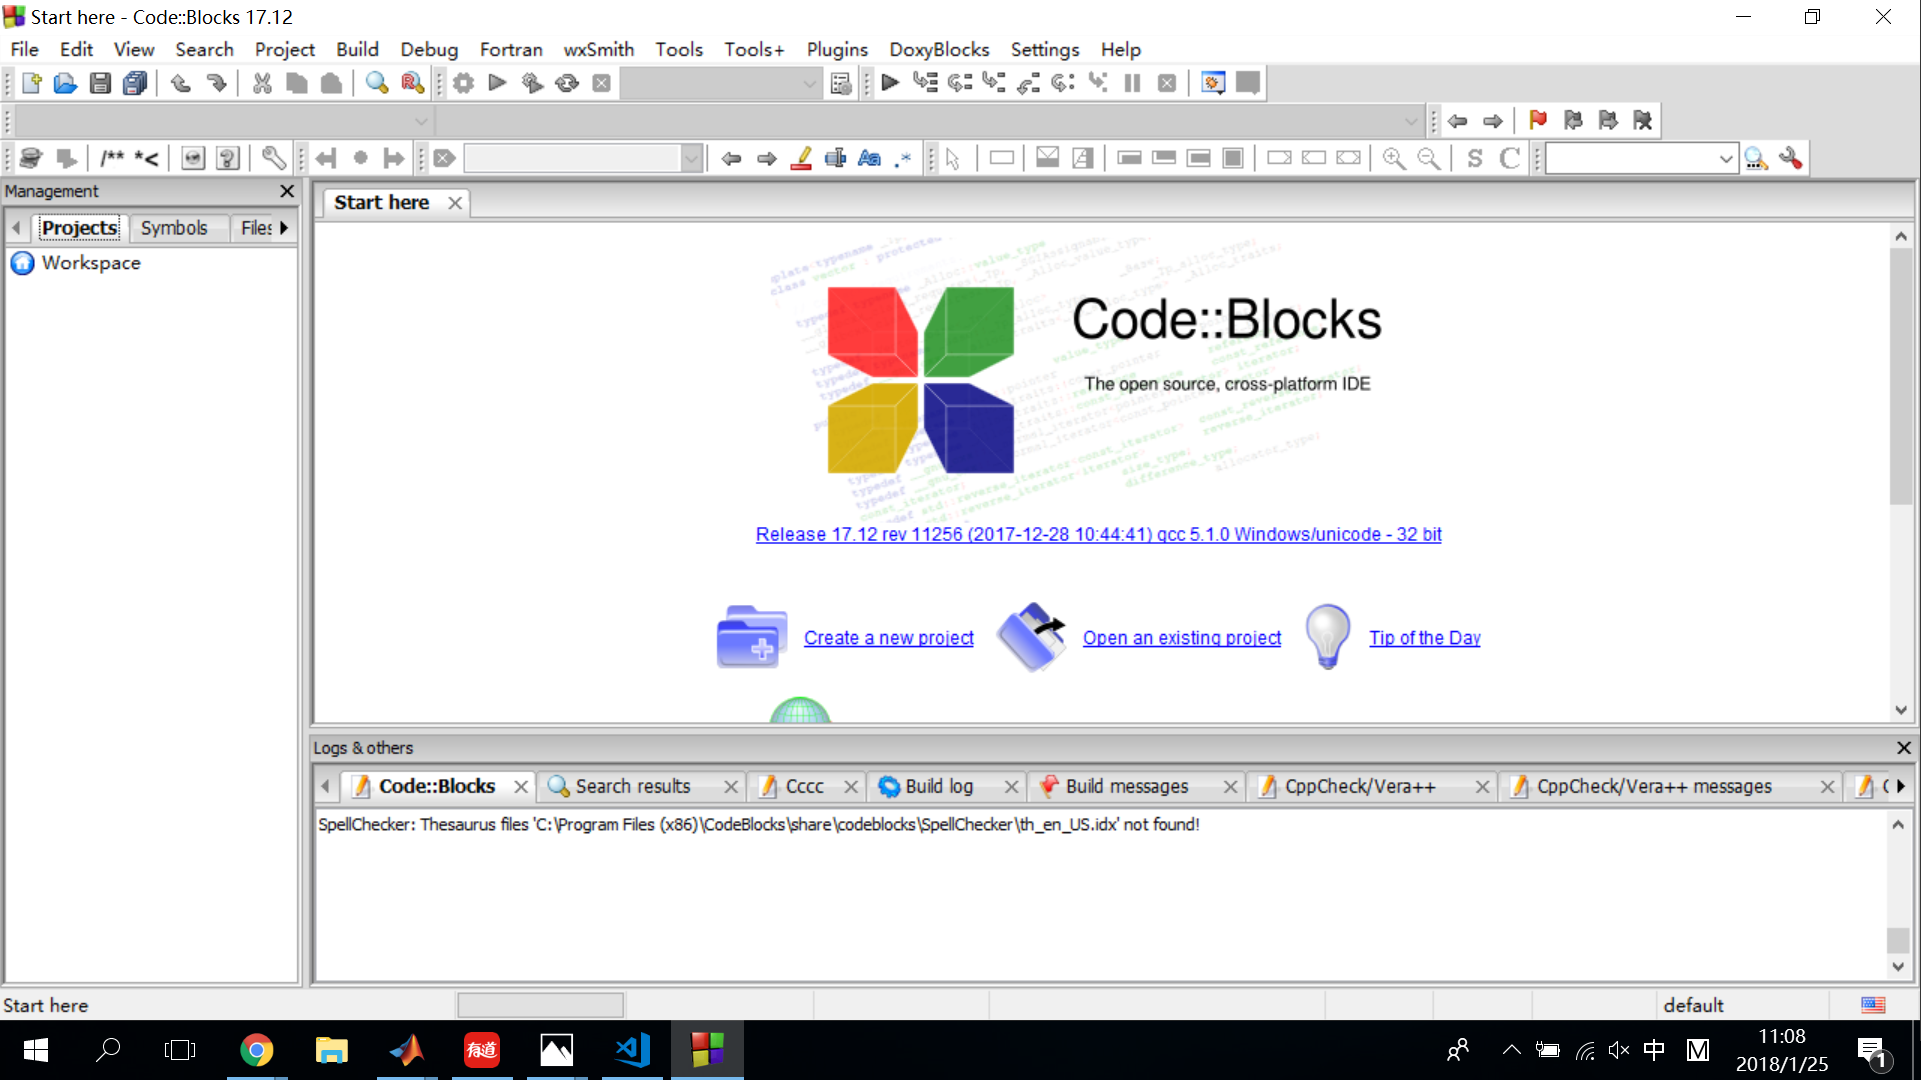 Start here - Code::Blocks 17.12
File Edit View Search Project Build Debug Fortran wxSmith Tools Tools+ Plugins DoxyBlocks Settings Help
/** *<
Management
Projects Symbols Files
Workspace
Start here
Code::Blocks
The open source, cross-platform IDE
Release 17.12 rev 11256 (2017-12-28 10:44:41) gcc 5.1.0 Windows/unicode - 32 bit
Create a new project Open an existing project Tip of the Day
Logs & others
Code::Blocks Search results Cccc Build log Build messages CppCheck/Vera++ CppCheck/Vera++ messages
SpellChecker: Thesaurus files 'C:\Program Files (x86)\CodeBlocks\share\codeblocks\SpellChecker\th_en_US.idx' not found!
Start here default
有道
中 M
11:08
2018/1/25
1